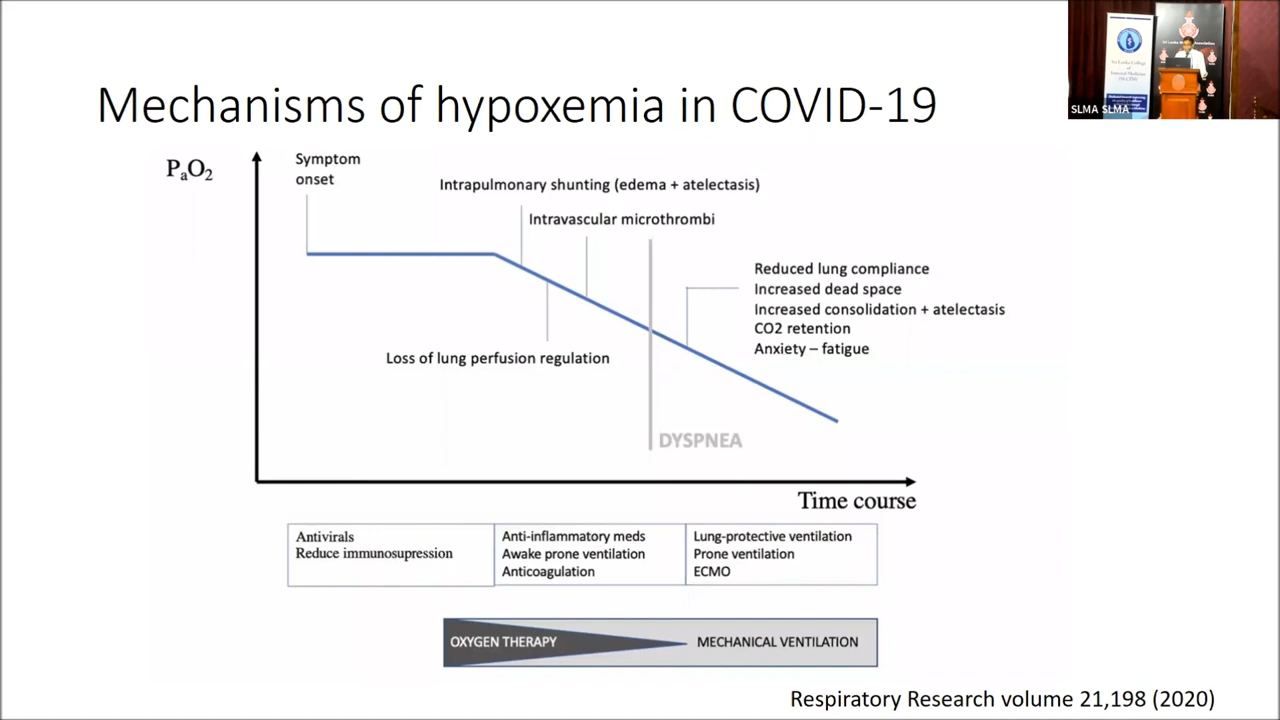 Mechanisms of hypoxemia in COVID-19
SLMA SLMA
PaO2
Symptom
onset
Intrapulmonary shunting (edema + atelectasis)
Intravascular microthrombi
Reduced lung compliance
Increased dead space
Increased consolidation + atelectasis
CO2 retention
Anxiety – fatigue
Loss of lung perfusion regulation
DYSPNEA
Time course
Antivirals
Reduce immunosupression
Anti-inflammatory meds
Awake prone ventilation
Anticoagulation
Lung-protective ventilation
Prone ventilation
ECMO
OXYGEN THERAPY
MECHANICAL VENTILATION
Respiratory Research volume 21,198 (2020)